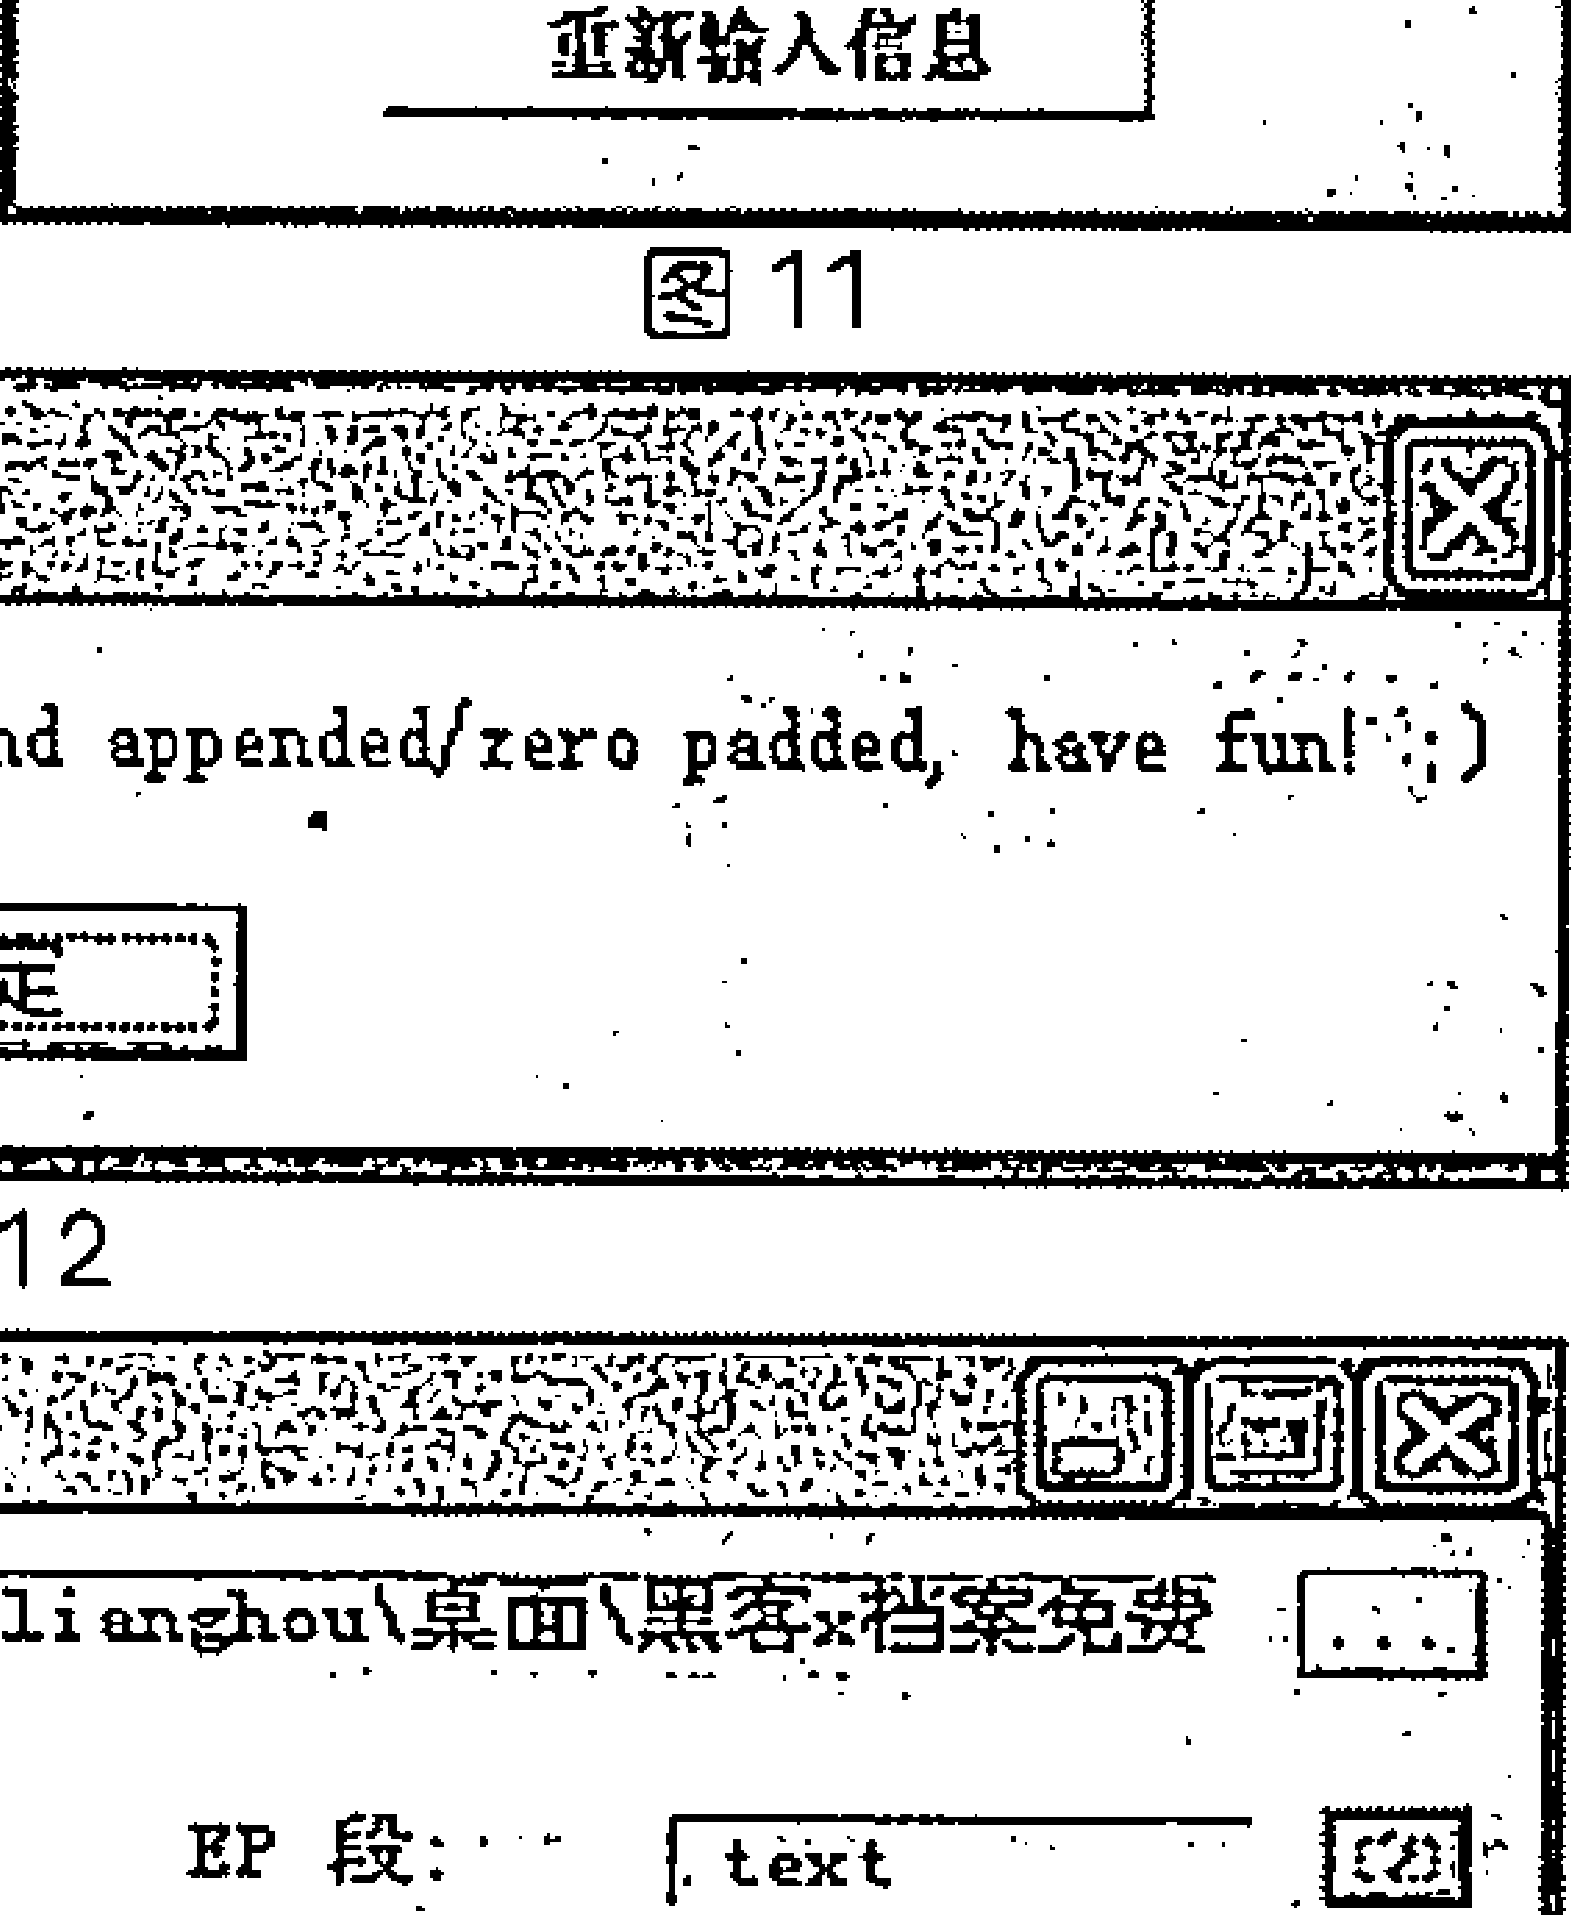 重新输入信息
图 11
nd appended/zero padded, have fun! :)
定
12
lianghou\桌面\黑客x档案免费 ...
EP 段: .text